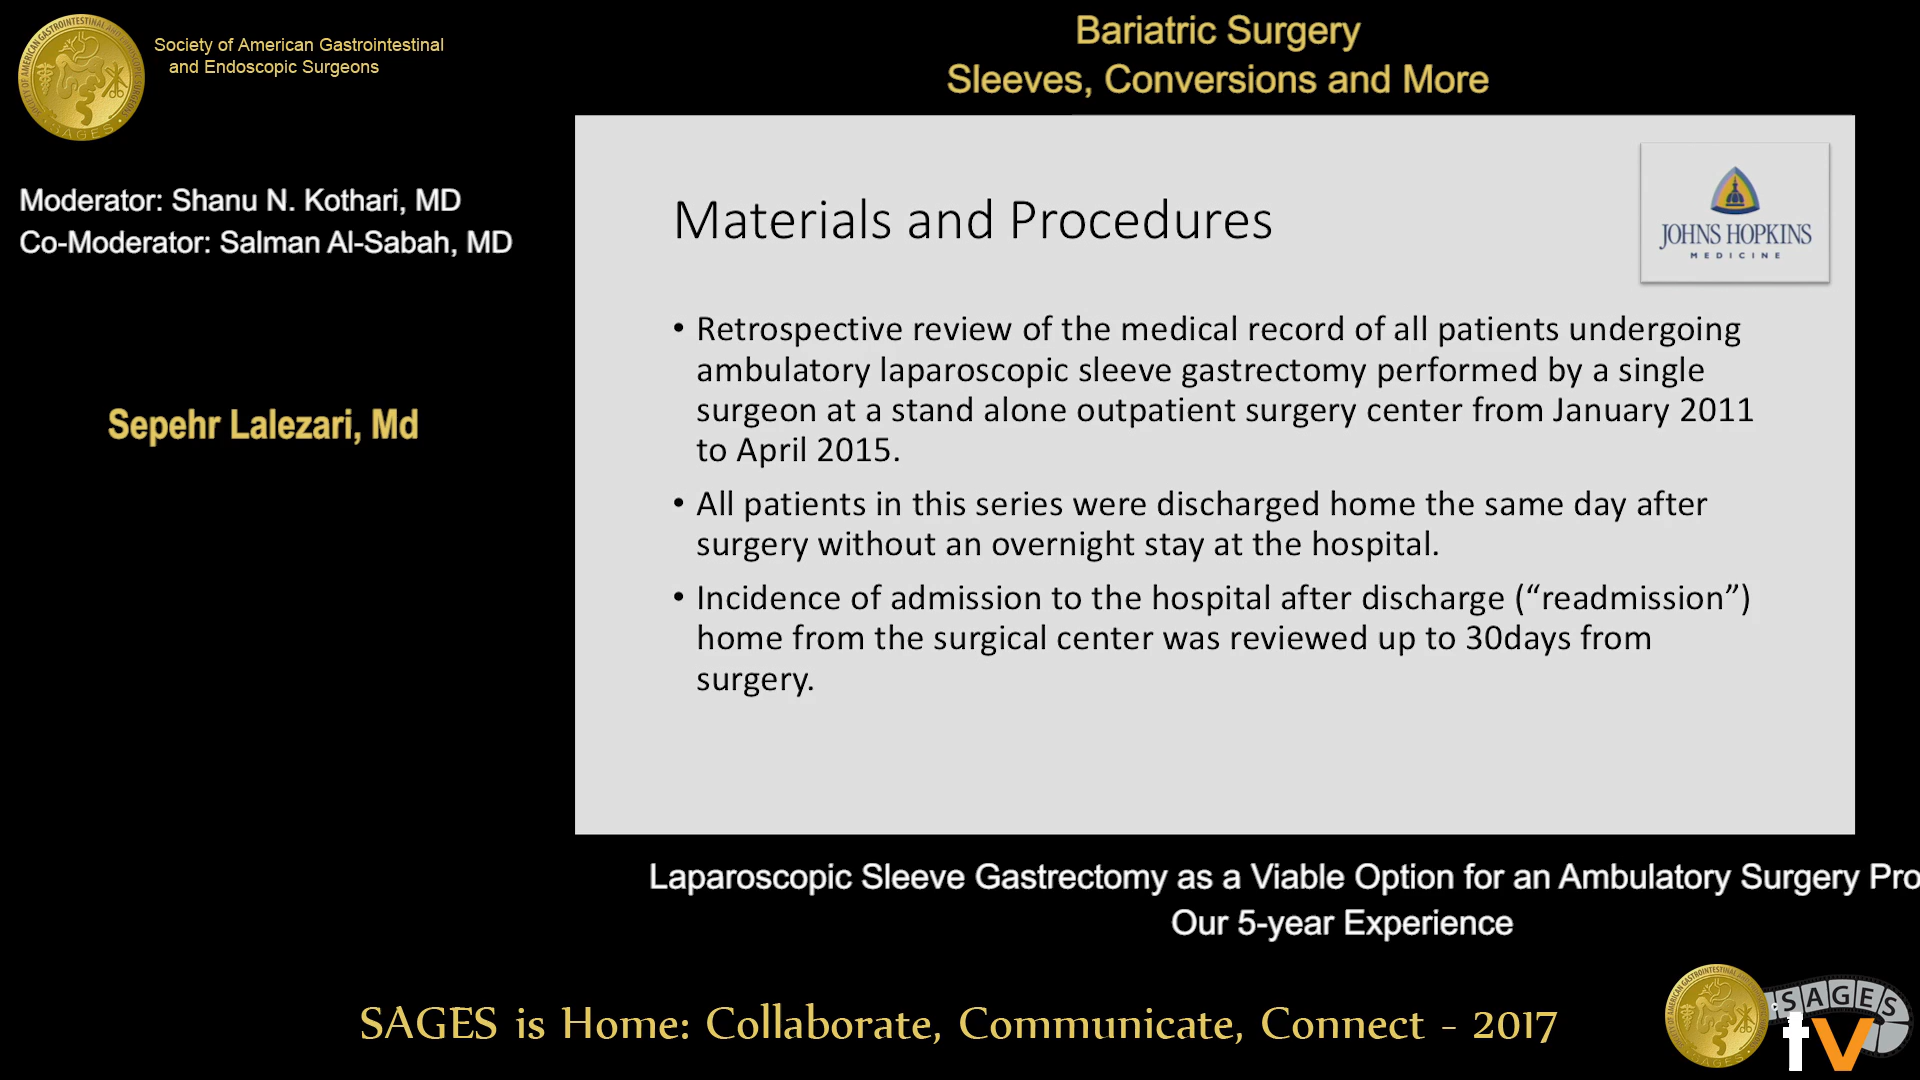 Society of American Gastrointestinal
and Endoscopic Surgeons
Bariatric Surgery
Sleeves, Conversions and More
Moderator: Shanu N. Kothari, MD
Co-Moderator: Salman Al-Sabah, MD
Sepehr Lalezari, Md
Materials and Procedures
JOHNS HOPKINS
MEDICINE
• Retrospective review of the medical record of all patients undergoing
ambulatory laparoscopic sleeve gastrectomy performed by a single
surgeon at a stand alone outpatient surgery center from January 2011
to April 2015.
• All patients in this series were discharged home the same day after
surgery without an overnight stay at the hospital.
• Incidence of admission to the hospital after discharge (“readmission”)
home from the surgical center was reviewed up to 30days from
surgery.
Laparoscopic Sleeve Gastrectomy as a Viable Option for an Ambulatory Surgery Pro
Our 5-year Experience
SAGES is Home: Collaborate, Communicate, Connect - 2017
SAGES
tv